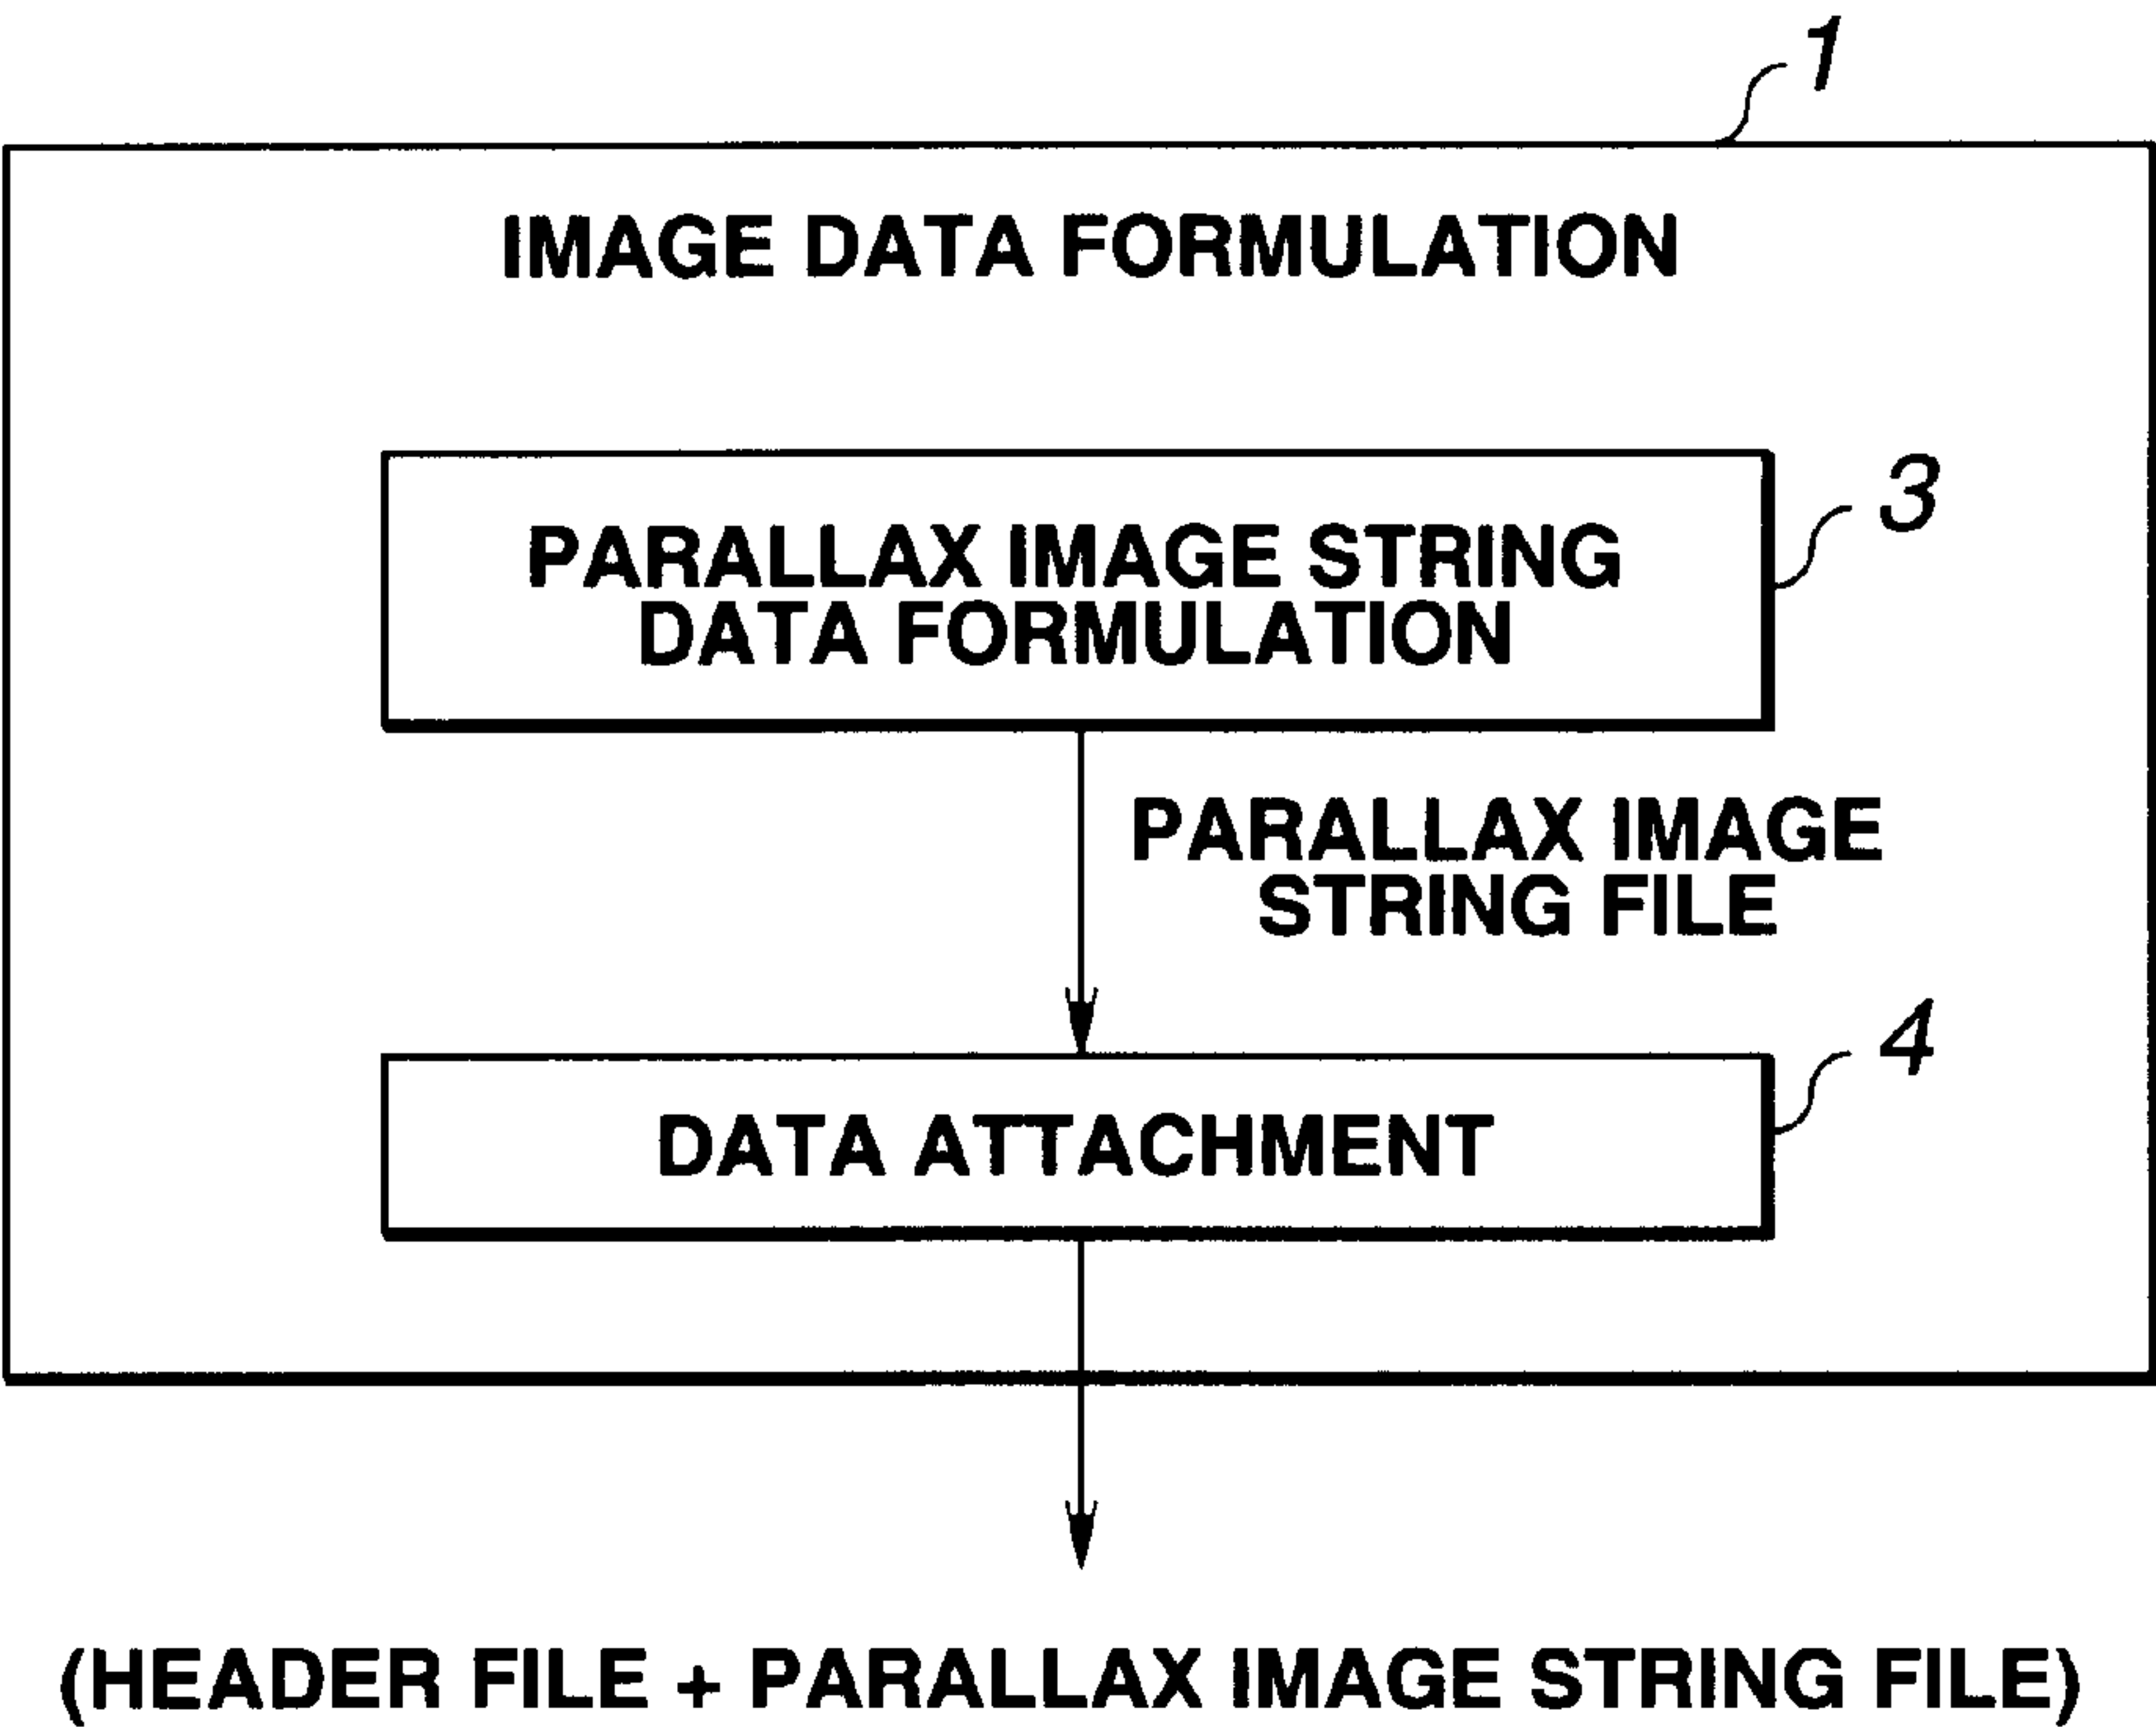 1
IMAGE DATA FORMULATION
PARALLAX IMAGE STRING
DATA FORMULATION
3
PARALLAX IMAGE
STRING FILE
4
DATA ATTACHMENT
(HEADER FILE + PARALLAX IMAGE STRING FILE)